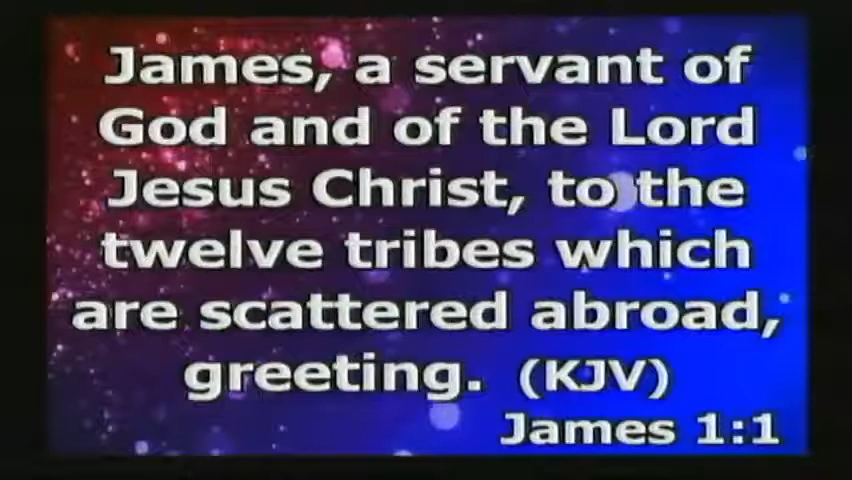 James, a servant of
God and of the Lord
Jesus Christ, to the
twelve tribes which
are scattered abroad,
greeting. (KJV)
James 1:1